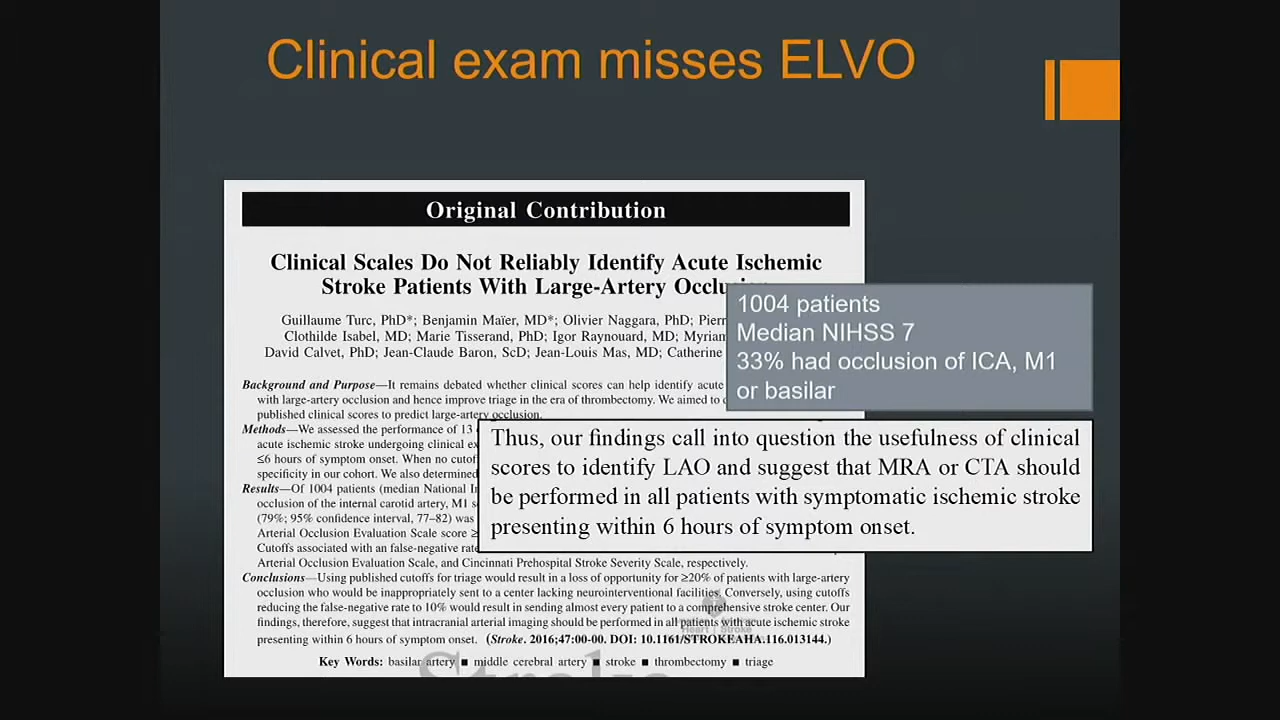 Clinical exam misses ELVO
Original Contribution
Clinical Scales Do Not Reliably Identify Acute Ischemic
Stroke Patients With Large-Artery Occlu
Guillaume Turc, PhD*; Benjamin Maïer, MD*; Olivier Naggara, PhD; Pierr
Clothilde Isabel, MD; Marie Tisserand, PhD; Igor Raynouard, MD; Myriam
David Calvet, PhD; Jean-Claude Baron, ScD; Jean-Louis Mas, MD; Catherine
1004 patients
Median NIHSS 7
33% had occlusion of ICA, M1
or basilar
Background and Purpose—It remains debated whether clinical scores can help identify acute
with large-artery occlusion and hence improve triage in the era of thrombectomy. We aimed to
published clinical scores to predict large-artery occlusion.
Methods—We assessed the performance of 13
acute ischemic stroke undergoing clinical ex
≤6 hours of symptom onset. When no cutof
specificity in our cohort. We also determined
Results—Of 1004 patients (median National In
occlusion of the internal carotid artery, M1 s
(79%; 95% confidence interval, 77–82) was
Arterial Occlusion Evaluation Scale score ≥
Cutoffs associated with an false-negative rate
Thus, our findings call into question the usefulness of clinical
scores to identify LAO and suggest that MRA or CTA should
be performed in all patients with symptomatic ischemic stroke
presenting within 6 hours of symptom onset.
Arterial Occlusion Evaluation Scale, and Cincinnati Prehospital Stroke Severity Scale, respectively.
Conclusions—Using published cutoffs for triage would result in a loss of opportunity for ≥20% of patients with large-artery
occlusion who would be inappropriately sent to a center lacking neurointerventional facilities. Conversely, using cutoffs
reducing the false-negative rate to 10% would result in sending almost every patient to a comprehensive stroke center. Our
findings, therefore, suggest that intracranial arterial imaging should be performed in all patients with acute ischemic stroke
presenting within 6 hours of symptom onset. (Stroke. 2016;47:00-00. DOI: 10.1161/STROKEAHA.116.013144.)
Key Words: basilar artery ■ middle cerebral artery ■ stroke ■ thrombectomy ■ triage